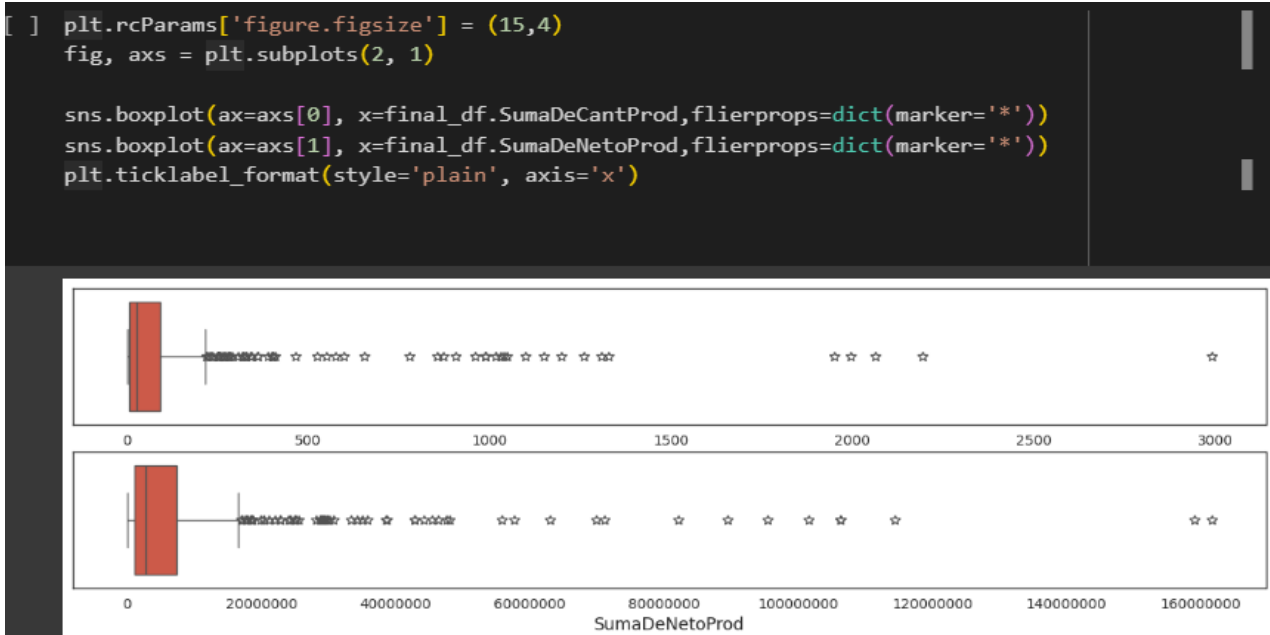 [ ] plt.rcParams['figure.figsize'] = (15,4)
fig, axs = plt.subplots(2, 1)
sns.boxplot(ax=axs[0], x=final_df.SumaDeCantProd,flierprops=dict(marker='*'))
sns.boxplot(ax=axs[1], x=final_df.SumaDeNetoProd,flierprops=dict(marker='*'))
plt.ticklabel_format(style='plain', axis='x')
0 500 1000 1500 2000 2500 3000
0 20000000 40000000 60000000 80000000 100000000 120000000 140000000 160000000
SumaDeNetoProd